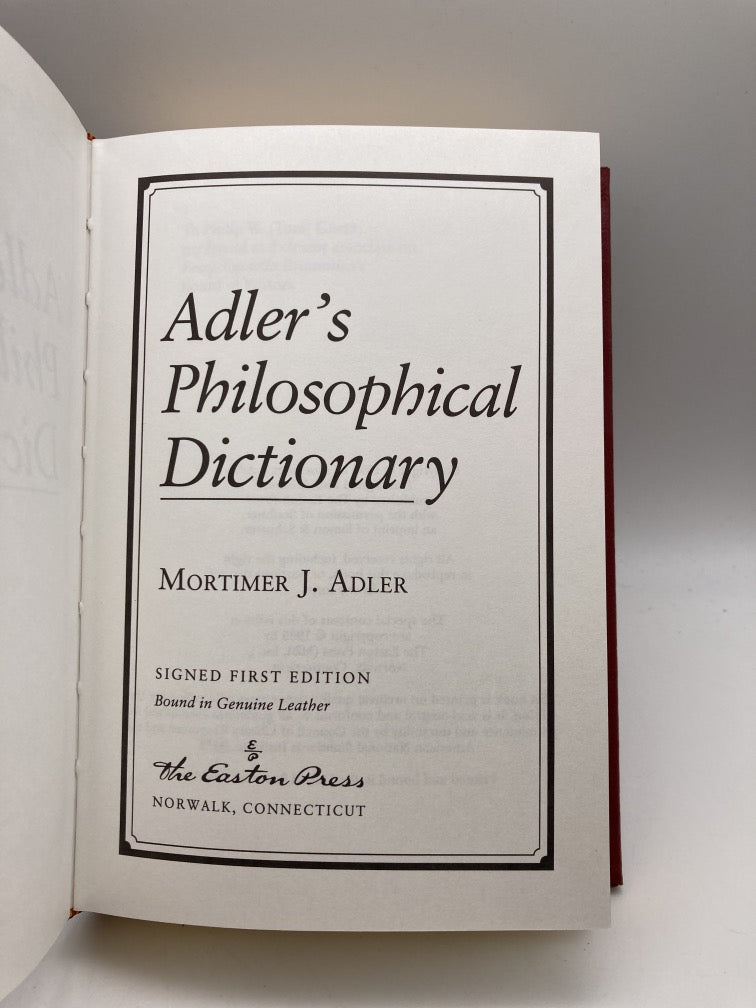 Adler's
Philosophical
Dictionary
MORTIMER J. ADLER
SIGNED FIRST EDITION
Bound in Genuine Leather
The Easton Press
NORWALK, CONNECTICUT